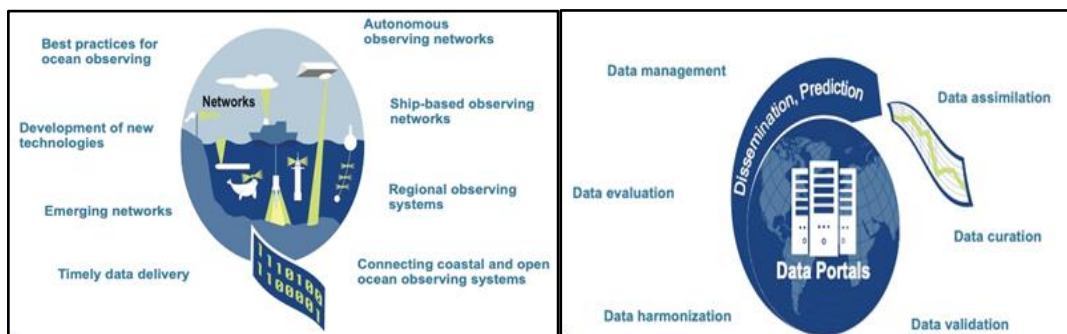 Autonomous
observing networks
Best practices for
ocean observing
Networks
Ship-based observing
networks
Development of new
technologies
Regional observing
systems
Emerging networks
Timely data delivery
Connecting coastal and open
ocean observing systems
1110100
1100001
Data management
Dissemination, Prediction
Data assimilation
Data evaluation
Data curation
Data Portals
Data harmonization
Data validation